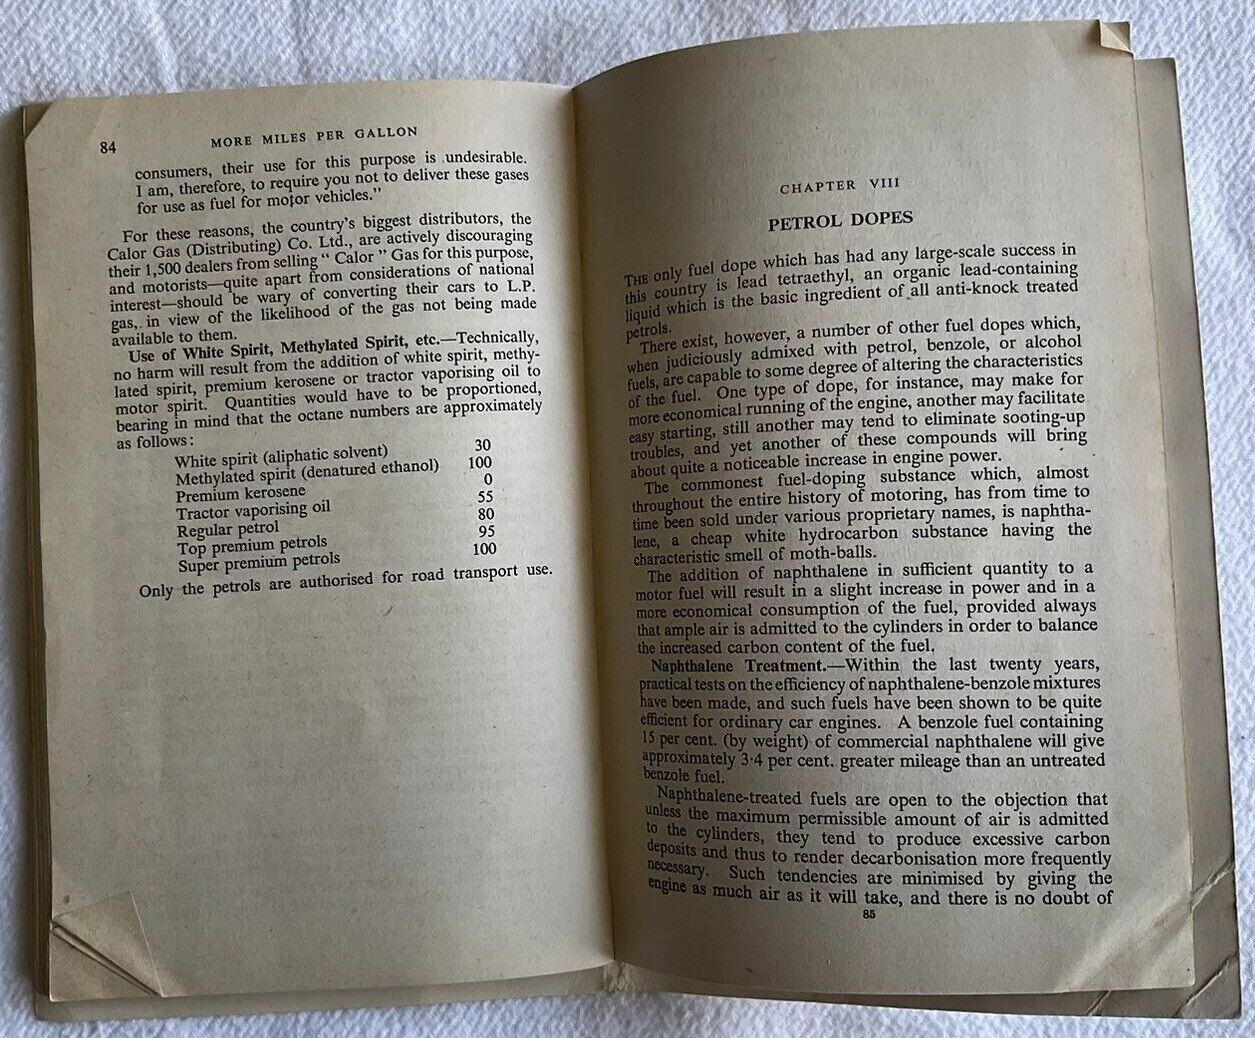 84
MORE MILES PER GALLON
consumers, their use for this purpose is undesirable.
I am, therefore, to require you not to deliver these gases
for use as fuel for motor vehicles."
For these reasons, the country's biggest distributors, the
Calor Gas (Distributing) Co. Ltd., are actively discouraging
their 1,500 dealers from selling " Calor " Gas for this purpose,
and motorists—quite apart from considerations of national
interest—should be wary of converting their cars to L.P.
gas, in view of the likelihood of the gas not being made
available to them.
Use of White Spirit, Methylated Spirit, etc.—Technically,
no harm will result from the addition of white spirit, methy-
lated spirit, premium kerosene or tractor vaporising oil to
motor spirit. Quantities would have to be proportioned,
bearing in mind that the octane numbers are approximately
as follows:
White spirit (aliphatic solvent) 30
Methylated spirit (denatured ethanol) 100
Premium kerosene 0
Tractor vaporising oil 55
Regular petrol 80
Top premium petrols 95
Super premium petrols 100
Only the petrols are authorised for road transport use.
CHAPTER VIII
PETROL DOPES
THE only fuel dope which has had any large-scale success in
this country is lead tetraethyl, an organic lead-containing
liquid which is the basic ingredient of all anti-knock treated
petrols.
There exist, however, a number of other fuel dopes which,
when judiciously admixed with petrol, benzole, or alcohol
fuels, are capable to some degree of altering the characteristics
of the fuel. One type of dope, for instance, may make for
more economical running of the engine, another may facilitate
easy starting, still another may tend to eliminate sooting-up
troubles, and yet another of these compounds will bring
about quite a noticeable increase in engine power.
The commonest fuel-doping substance which, almost
throughout the entire history of motoring, has from time to
time been sold under various proprietary names, is naphtha-
lene, a cheap white hydrocarbon substance having the
characteristic smell of moth-balls.
The addition of naphthalene in sufficient quantity to a
motor fuel will result in a slight increase in power and in a
more economical consumption of the fuel, provided always
that ample air is admitted to the cylinders in order to balance
the increased carbon content of the fuel.
Naphthalene Treatment.—Within the last twenty years,
practical tests on the efficiency of naphthalene-benzole mixtures
have been made, and such fuels have been shown to be quite
efficient for ordinary car engines. A benzole fuel containing
15 per cent. (by weight) of commercial naphthalene will give
approximately 3·4 per cent. greater mileage than an untreated
benzole fuel.
Naphthalene-treated fuels are open to the objection that
unless the maximum permissible amount of air is admitted
to the cylinders, they tend to produce excessive carbon
deposits and thus to render decarbonisation more frequently
necessary. Such tendencies are minimised by giving the
engine as much air as it will take, and there is no doubt of
85